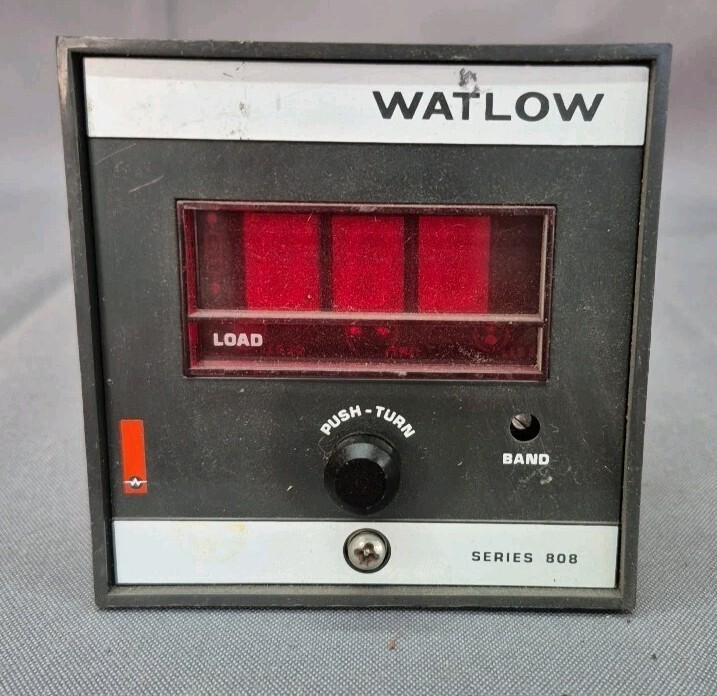 WATLOW
LOAD
PUSH-TURN
BAND
SERIES 808